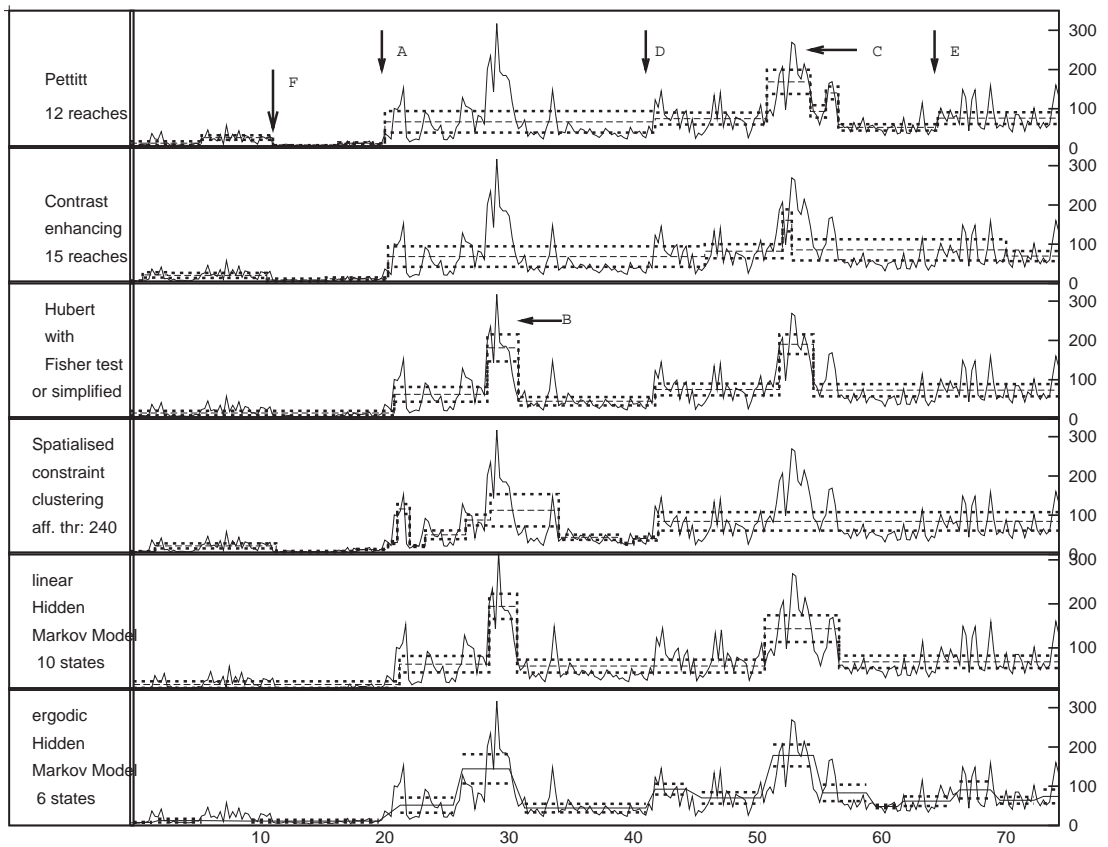 300
A
D
C
E
F
Pettitt
12 reaches
200
100
0
Contrast
enhancing
15 reaches
300
200
100
0
Hubert
with
Fisher test
or simplified
B
300
200
100
0
Spatialised
constraint
clustering
aff. thr: 240
300
200
100
0
linear
Hidden
Markov Model
10 states
300
200
100
ergodic
Hidden
Markov Model
6 states
300
200
100
0
10 20 30 40 50 60 70